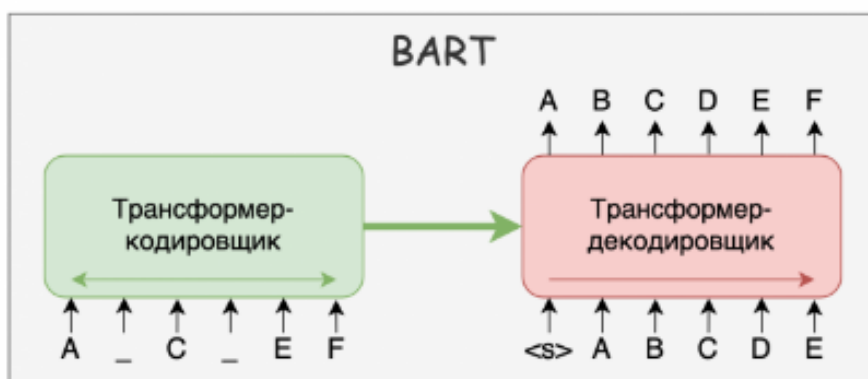 BART
A B C D E F
Трансформер-
кодировщик
Трансформер-
декодировщик
A _ C _ E F
<s> A B C D E